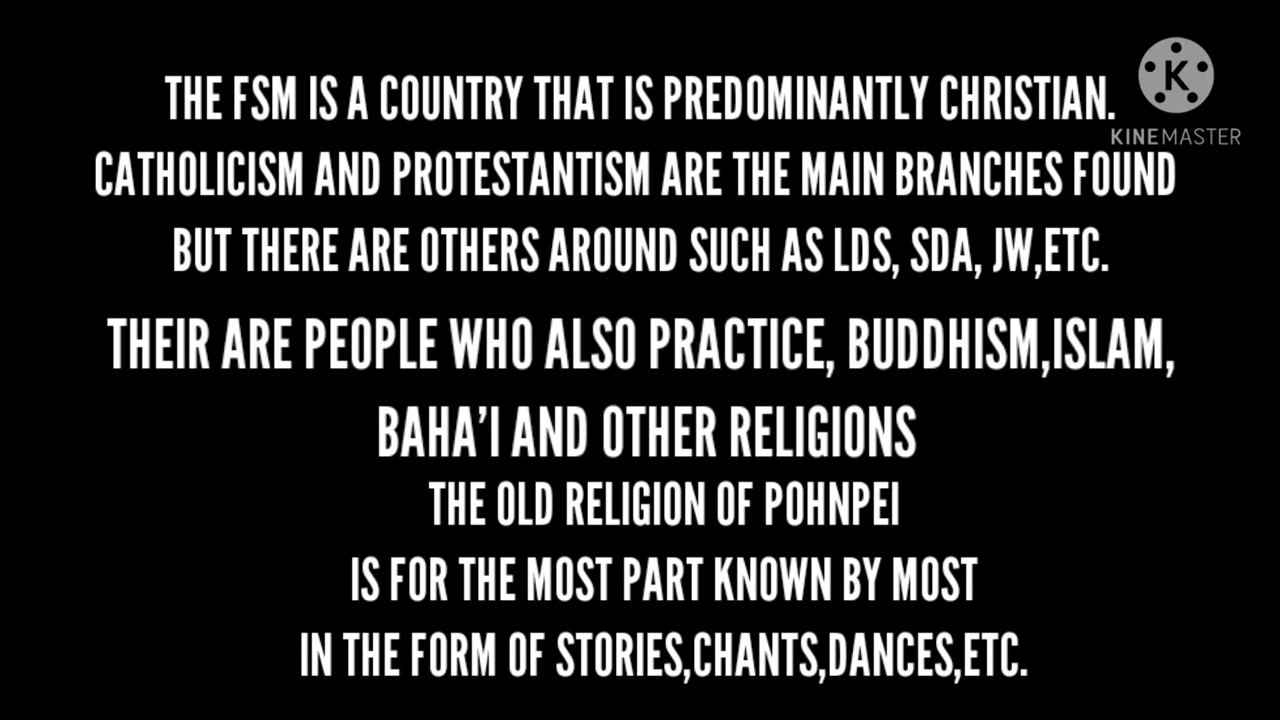 THE FSM IS A COUNTRY THAT IS PREDOMINANTLY CHRISTIAN.
KINEMASTER
CATHOLICISM AND PROTESTANTISM ARE THE MAIN BRANCHES FOUND
BUT THERE ARE OTHERS AROUND SUCH AS LDS, SDA, JW,ETC.
THEIR ARE PEOPLE WHO ALSO PRACTICE, BUDDHISM,ISLAM,
BAHA'I AND OTHER RELIGIONS
THE OLD RELIGION OF POHNPEI
IS FOR THE MOST PART KNOWN BY MOST
IN THE FORM OF STORIES,CHANTS,DANCES,ETC.